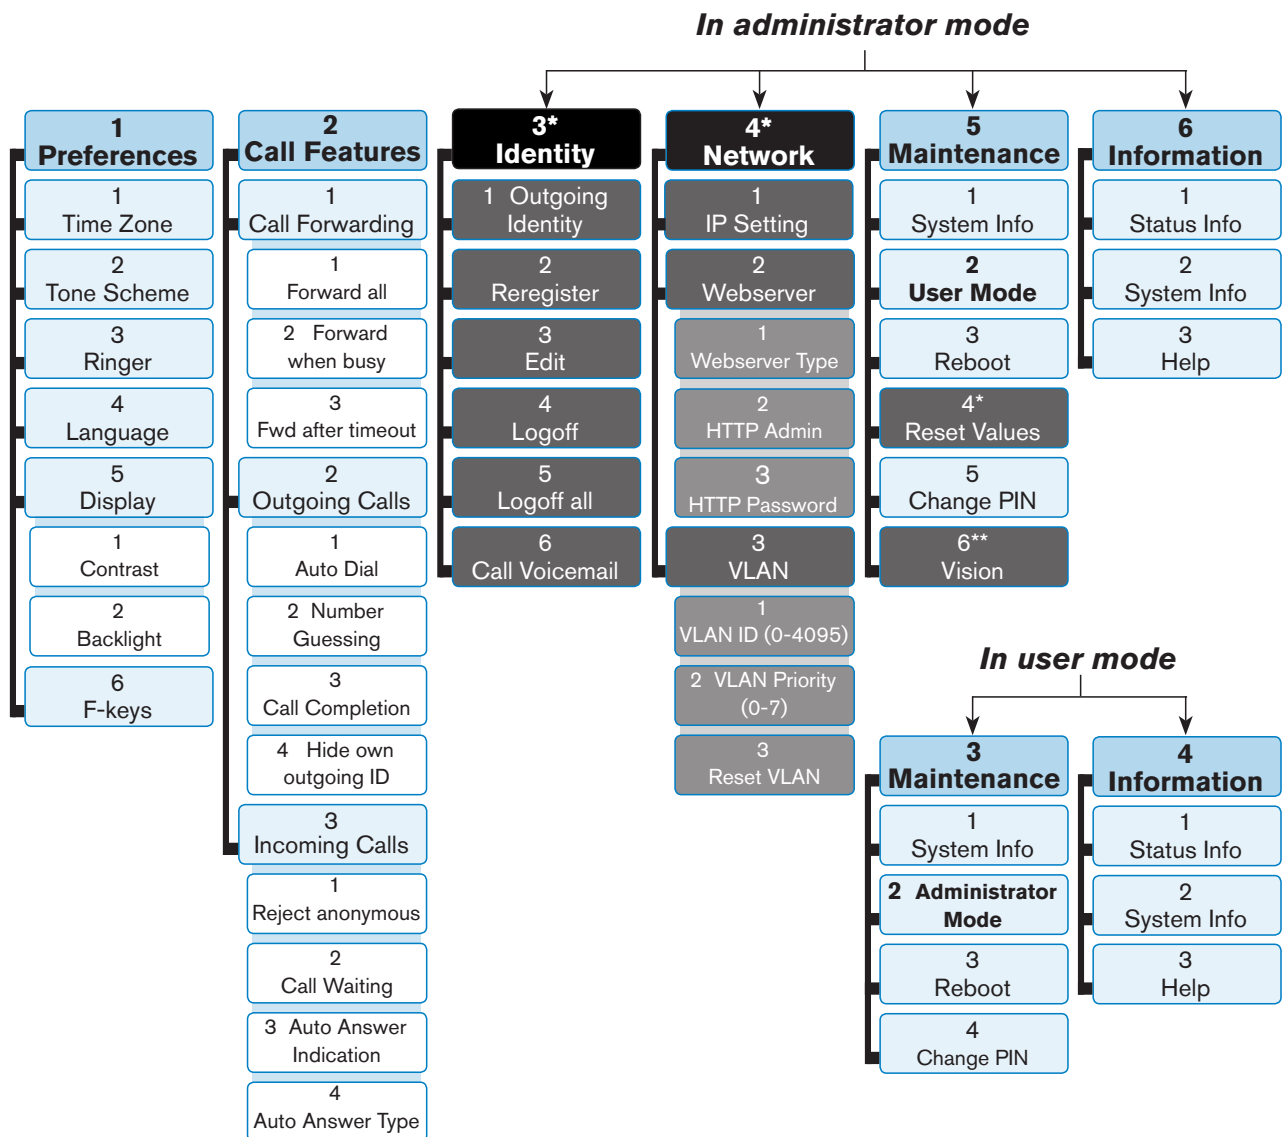 In administrator mode
1
Preferences
1
Time Zone
2
Tone Scheme
3
Ringer
4
Language
5
Display
1
Contrast
2
Backlight
6
F-keys
2
Call Features
1
Call Forwarding
1
Forward all
2 Forward
when busy
3
Fwd after timeout
2
Outgoing Calls
1
Auto Dial
2 Number
Guessing
3
Call Completion
4 Hide own
outgoing ID
3
Incoming Calls
1
Reject anonymous
2
Call Waiting
3 Auto Answer
Indication
4
Auto Answer Type
3*
Identity
1 Outgoing
Identity
2
Reregister
3
Edit
4
Logoff
5
Logoff all
6
Call Voicemail
4*
Network
1
IP Setting
2
Webserver
1
Webserver Type
2
HTTP Admin
3
HTTP Password
3
VLAN
1
VLAN ID (0-4095)
2 VLAN Priority
(0-7)
3
Reset VLAN
5
Maintenance
1
System Info
2
User Mode
3
Reboot
4*
Reset Values
5
Change PIN
6**
Vision
6
Information
1
Status Info
2
System Info
3
Help
In user mode
3
Maintenance
1
System Info
2 Administrator
Mode
3
Reboot
4
Change PIN
4
Information
1
Status Info
2
System Info
3
Help